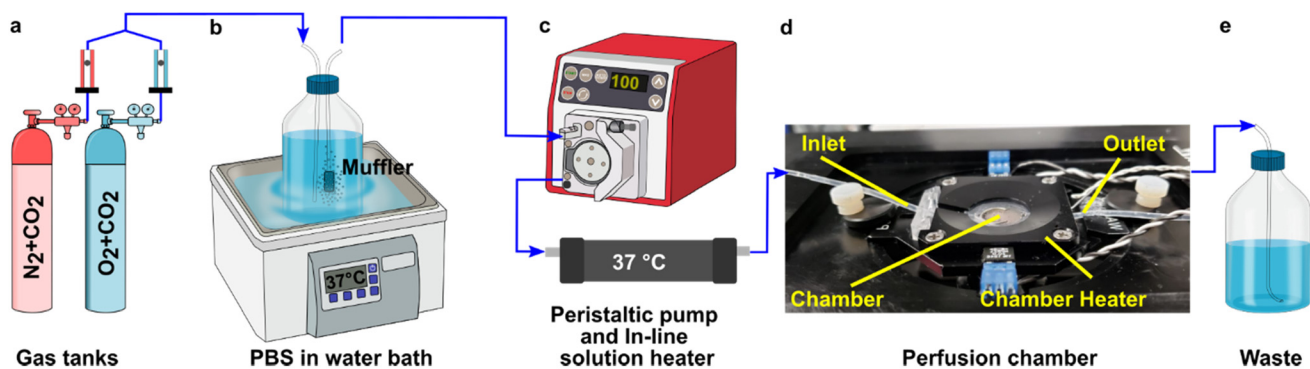 a
b
c
d
e
N₂+CO₂
O₂+CO₂
Muffler
37°C
100
37 °C
Inlet
Outlet
Chamber
Chamber Heater
Gas tanks
PBS in water bath
Peristaltic pump
and In-line
solution heater
Perfusion chamber
Waste